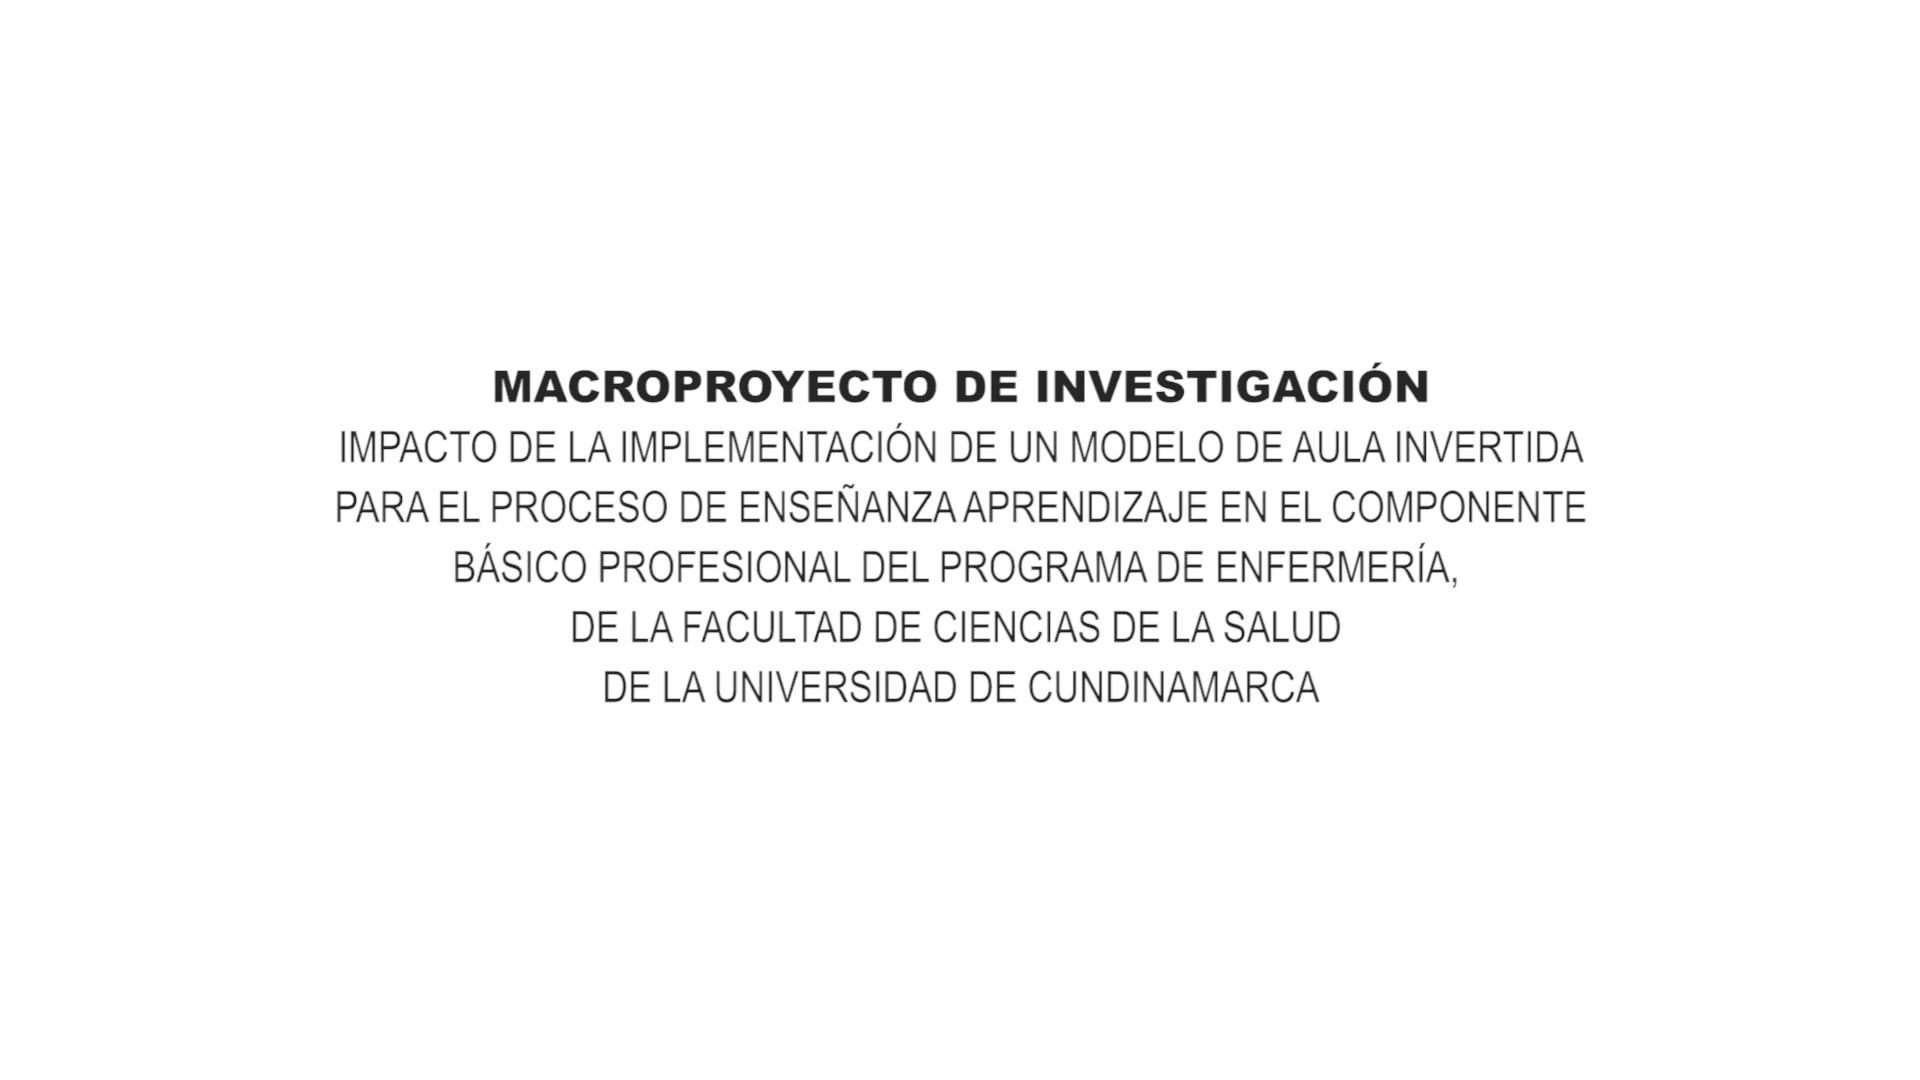 MACROPROYECTO DE INVESTIGACIÓN
IMPACTO DE LA IMPLEMENTACIÓN DE UN MODELO DE AULA INVERTIDA
PARA EL PROCESO DE ENSEÑANZA APRENDIZAJE EN EL COMPONENTE
BÁSICO PROFESIONAL DEL PROGRAMA DE ENFERMERÍA,
DE LA FACULTAD DE CIENCIAS DE LA SALUD
DE LA UNIVERSIDAD DE CUNDINAMARCA